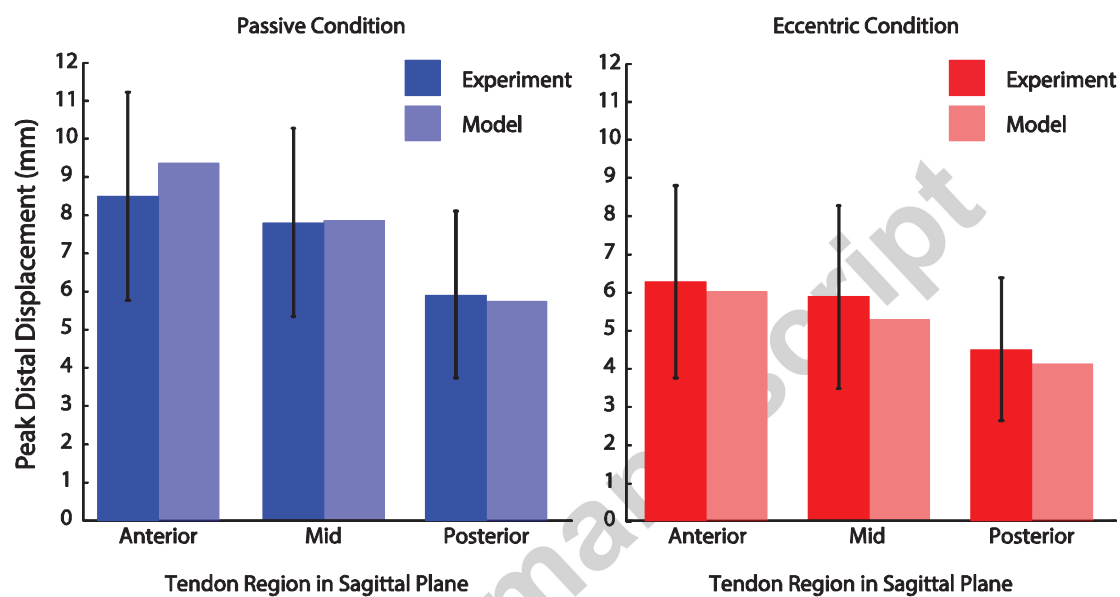 Passive Condition
Peak Distal Displacement (mm)
12
11
10
9
8
7
6
5
4
3
2
1
0
Experiment
Model
Anterior Mid Posterior
Tendon Region in Sagittal Plane
Eccentric Condition
12
11
10
9
8
7
6
5
4
3
2
1
0
Experiment
Model
Anterior Mid Posterior
Tendon Region in Sagittal Plane